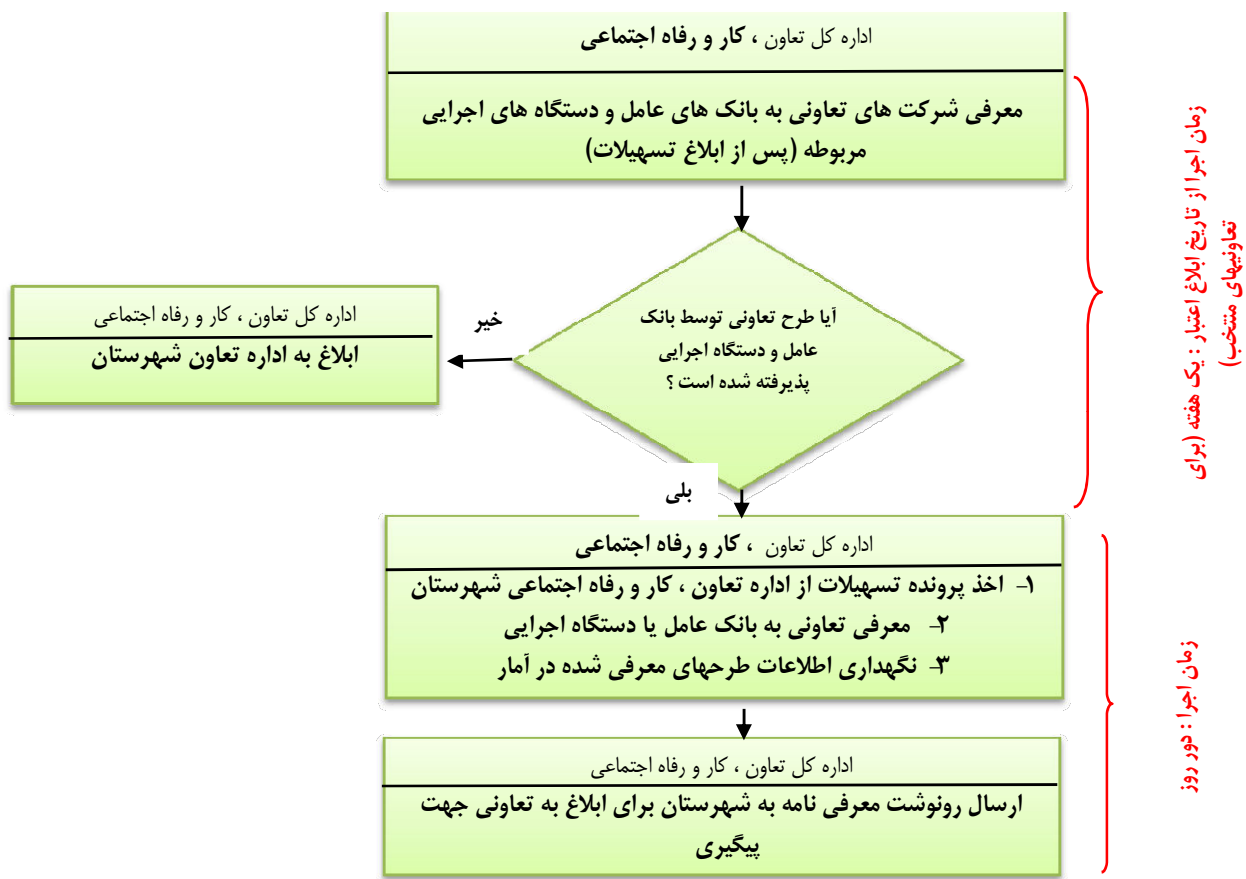 اداره کل تعاون ، کار و رفاه اجتماعی
معرفی شرکت های تعاونی به بانک های عامل و دستگاه های اجرایی
مربوطه (پس از ابلاغ تسهیلات)
زمان اجرا از تاریخ ابلاغ اعتبار : یک هفته (برای
تعاونیهای منتخب)
آیا طرح تعاونی توسط بانک
عامل و دستگاه اجرایی
پذیرفته شده است ؟
خیر
اداره کل تعاون ، کار و رفاه اجتماعی
ابلاغ به اداره تعاون شهرستان
بلی
اداره کل تعاون ، کار و رفاه اجتماعی
۱- اخذ پرونده تسهیلات از اداره تعاون ، کار و رفاه اجتماعی شهرستان
۲- معرفی تعاونی به بانک عامل یا دستگاه اجرایی
۳- نگهداری اطلاعات طرحهای معرفی شده در آمار
زمان اجرا : دور روز
اداره کل تعاون ، کار و رفاه اجتماعی
ارسال رونوشت معرفی نامه به شهرستان برای ابلاغ به تعاونی جهت
پیگیری